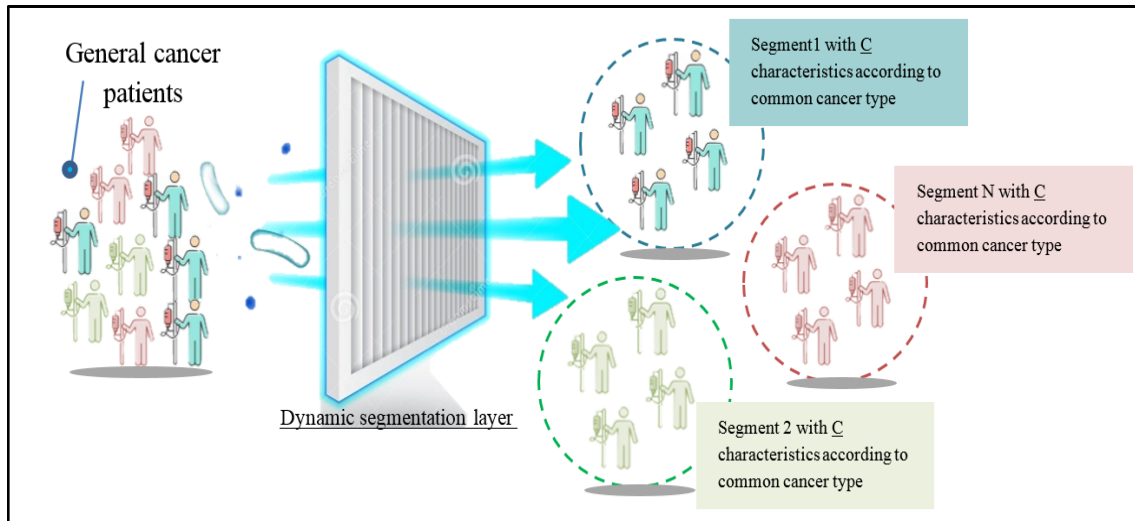 General cancer
patients
Dynamic segmentation layer
Segment1 with C
characteristics according to
common cancer type
Segment N with C
characteristics according to
common cancer type
Segment 2 with C
characteristics according to
common cancer type